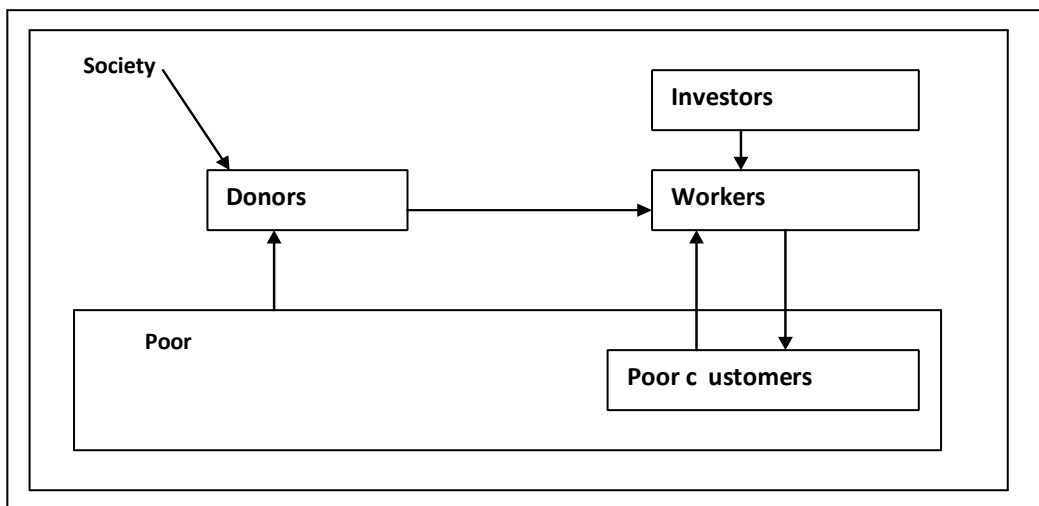 Society
Investors
Donors
Workers
Poor
Poor c ustomers